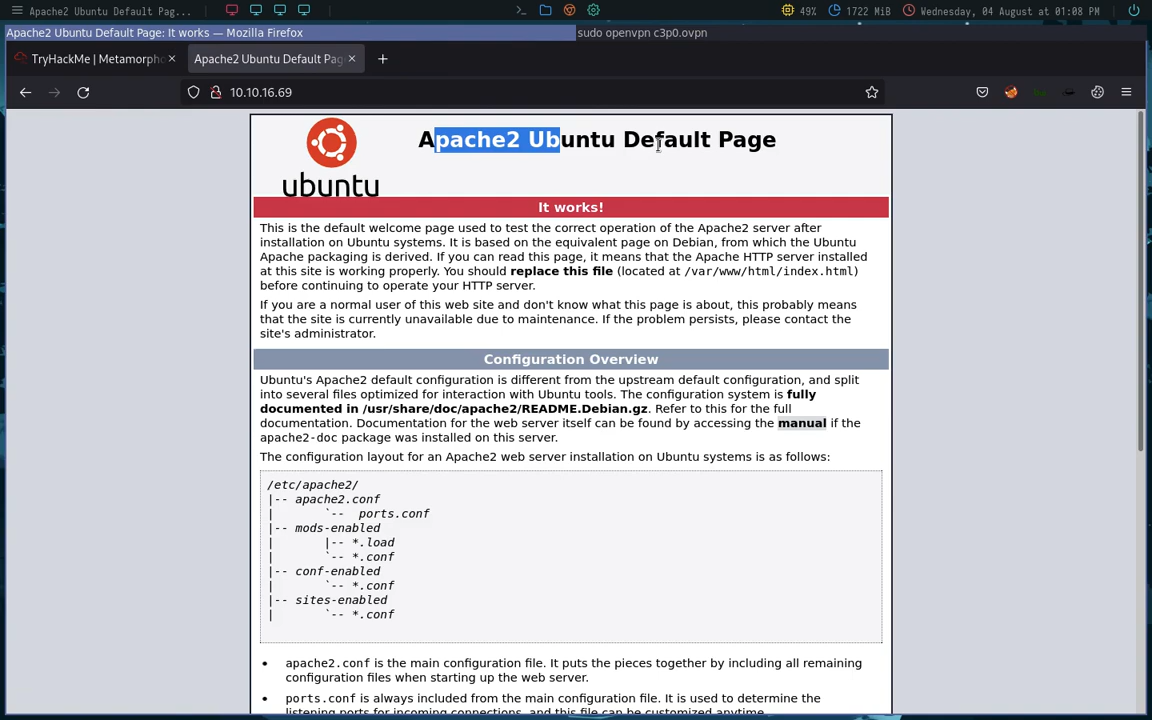 Apache2 Ubuntu Default Pag...
49%
1722 MiB
Wednesday, 04 August at 01:08 PM
Apache2 Ubuntu Default Page: It works — Mozilla Firefox
sudo openvpn c3p0.ovpn
TryHackMe | Metamorpho
Apache2 Ubuntu Default Pag
10.10.16.69
ubuntu
Apache2 Ubuntu Default Page
It works!
This is the default welcome page used to test the correct operation of the Apache2 server after
installation on Ubuntu systems. It is based on the equivalent page on Debian, from which the Ubuntu
Apache packaging is derived. If you can read this page, it means that the Apache HTTP server installed
at this site is working properly. You should replace this file (located at /var/www/html/index.html)
before continuing to operate your HTTP server.
If you are a normal user of this web site and don't know what this page is about, this probably means
that the site is currently unavailable due to maintenance. If the problem persists, please contact the
site's administrator.
Configuration Overview
Ubuntu's Apache2 default configuration is different from the upstream default configuration, and split
into several files optimized for interaction with Ubuntu tools. The configuration system is fully
documented in /usr/share/doc/apache2/README.Debian.gz. Refer to this for the full
documentation. Documentation for the web server itself can be found by accessing the manual if the
apache2-doc package was installed on this server.
The configuration layout for an Apache2 web server installation on Ubuntu systems is as follows:
/etc/apache2/
|-- apache2.conf
|       `--  ports.conf
|-- mods-enabled
|       |-- *.load
|       `-- *.conf
|-- conf-enabled
|       `-- *.conf
|-- sites-enabled
|       `-- *.conf
• apache2.conf is the main configuration file. It puts the pieces together by including all remaining
configuration files when starting up the web server.
• ports.conf is always included from the main configuration file. It is used to determine the
listening ports for incoming connections, and this file can be customized anytime.